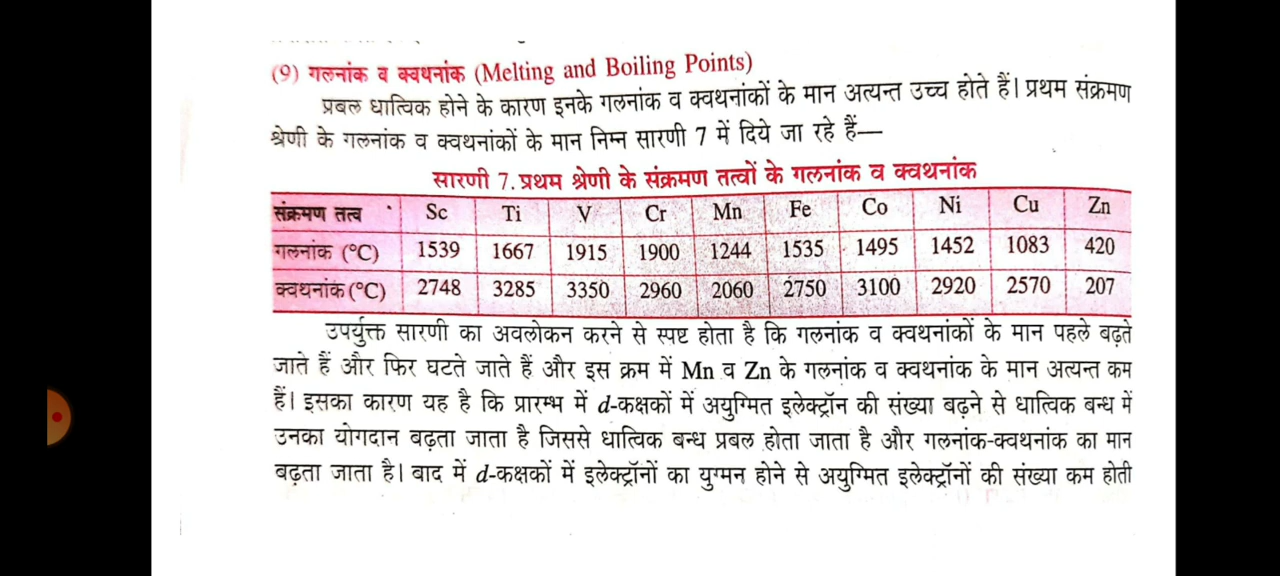 (9) गलनांक व क्वथनांक (Melting and Boiling Points)
प्रबल धात्विक होने के कारण इनके गलनांक व क्वथनांकों के मान अत्यन्त उच्च होते हैं। प्रथम संक्रमण
श्रेणी के गलनांक व क्वथनांकों के मान निम्न सारणी 7 में दिये जा रहे हैं—
सारणी 7. प्रथम श्रेणी के संक्रमण तत्वों के गलनांक व क्वथनांक
संक्रमण तत्व Sc Ti V Cr Mn Fe Co Ni Cu Zn
गलनांक (°C) 1539 1667 1915 1900 1244 1535 1495 1452 1083 420
क्वथनांक (°C) 2748 3285 3350 2960 2060 2750 3100 2920 2570 207
उपर्युक्त सारणी का अवलोकन करने से स्पष्ट होता है कि गलनांक व क्वथनांकों के मान पहले बढ़ते
जाते हैं और फिर घटते जाते हैं और इस क्रम में Mn व Zn के गलनांक व क्वथनांक के मान अत्यन्त कम
हैं। इसका कारण यह है कि प्रारम्भ में d-कक्षकों में अयुग्मित इलेक्ट्रॉन की संख्या बढ़ने से धात्विक बन्ध में
उनका योगदान बढ़ता जाता है जिससे धात्विक बन्ध प्रबल होता जाता है और गलनांक-क्वथनांक का मान
बढ़ता जाता है। बाद में d-कक्षकों में इलेक्ट्रॉनों का युग्मन होने से अयुग्मित इलेक्ट्रॉनों की संख्या कम होती